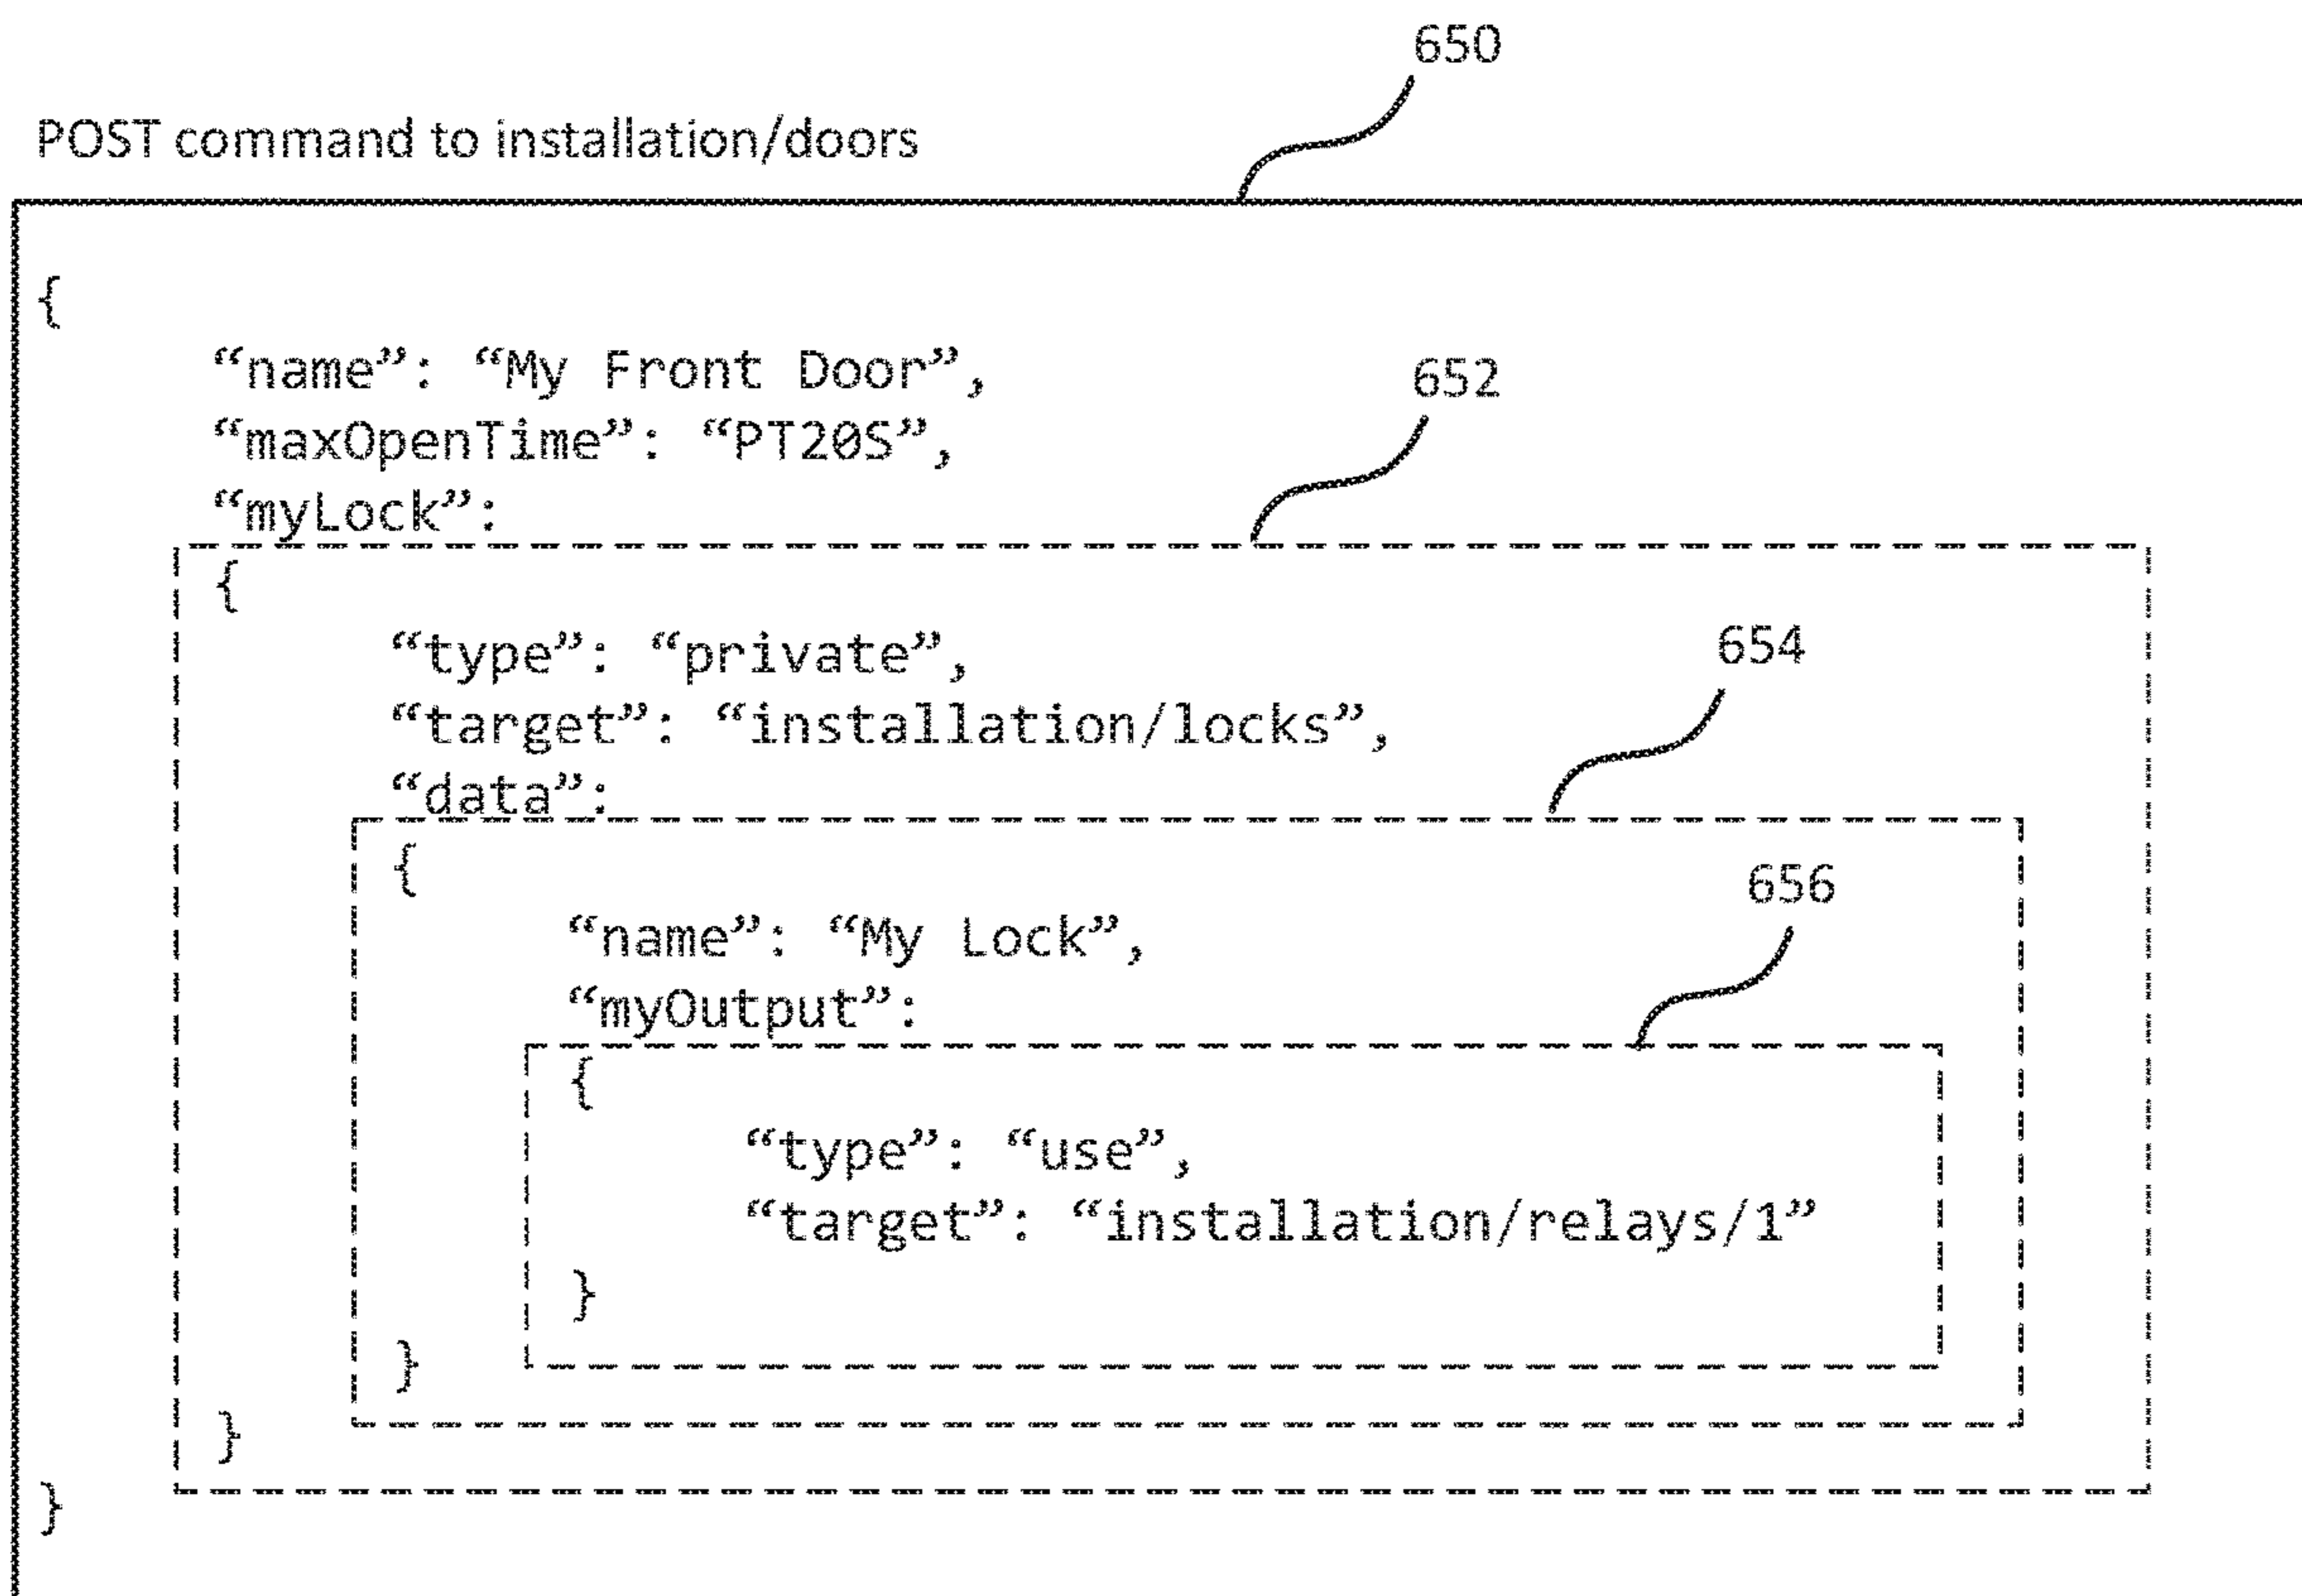 650
POST command to installation/doors
{
“name”: “My Front Door”,
652
“maxOpenTime”: “PT20S”,
“myLock”:
{
“type”: “private”,
654
“target”: “installation/locks”,
“data”:
{
656
“name”: “My Lock”,
“myOutput”:
{
“type”: “use”,
“target”: “installation/relays/1”
}
}
}
}